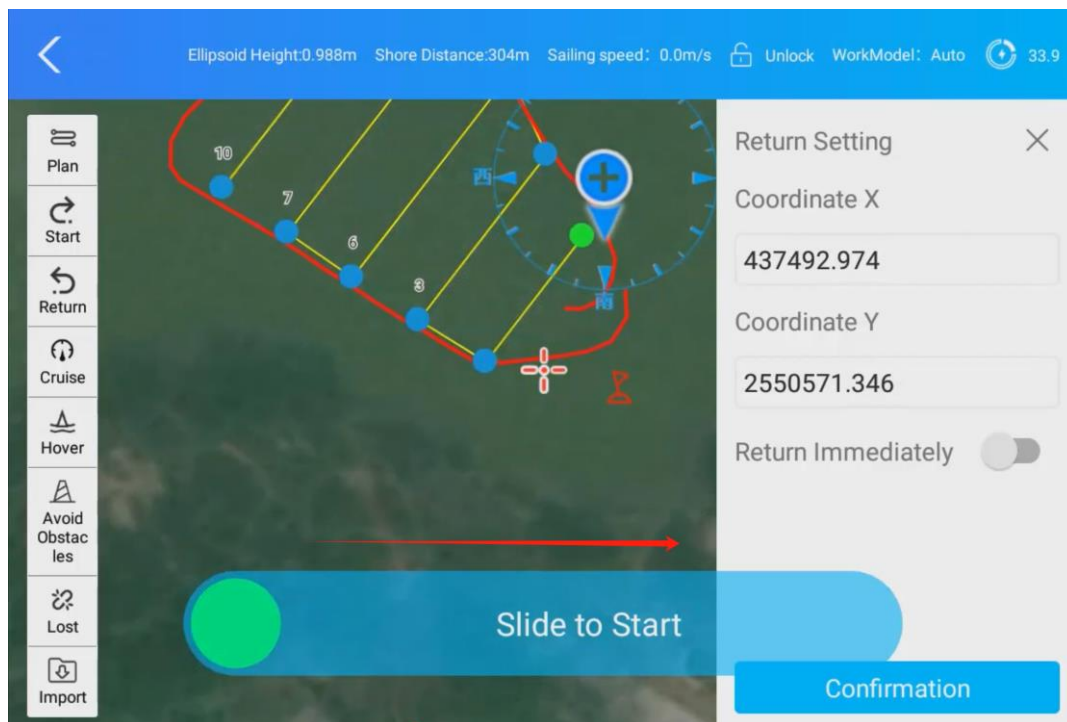 Ellipsoid Height:0.988m Shore Distance:304m Sailing speed: 0.0m/s Unlock WorkModel: Auto 33.9
Plan
Start
Return
Cruise
Hover
Avoid
Obstac
les
Lost
Import
10
7
6
3
西
南
Slide to Start
Return Setting
Coordinate X
437492.974
Coordinate Y
2550571.346
Return Immediately
Confirmation